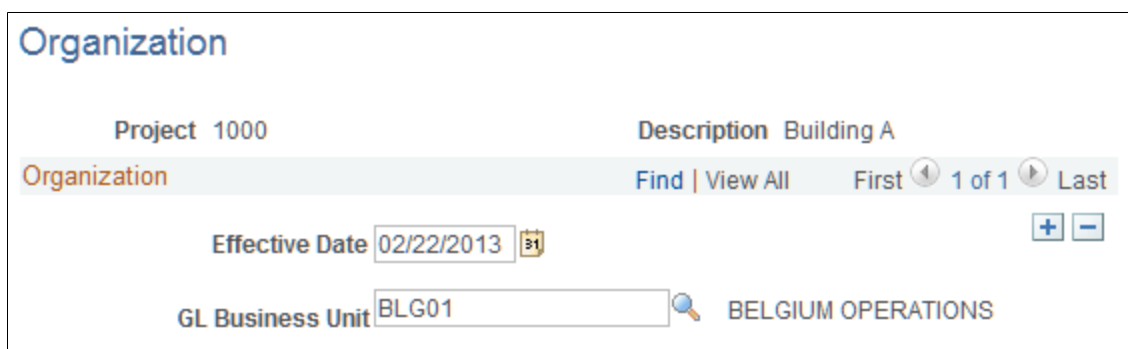 Organization
Project 1000 Description Building A
Organization Find | View All First 1 of 1 Last
Effective Date 02/22/2013 31
GL Business Unit BLG01 BELGIUM OPERATIONS